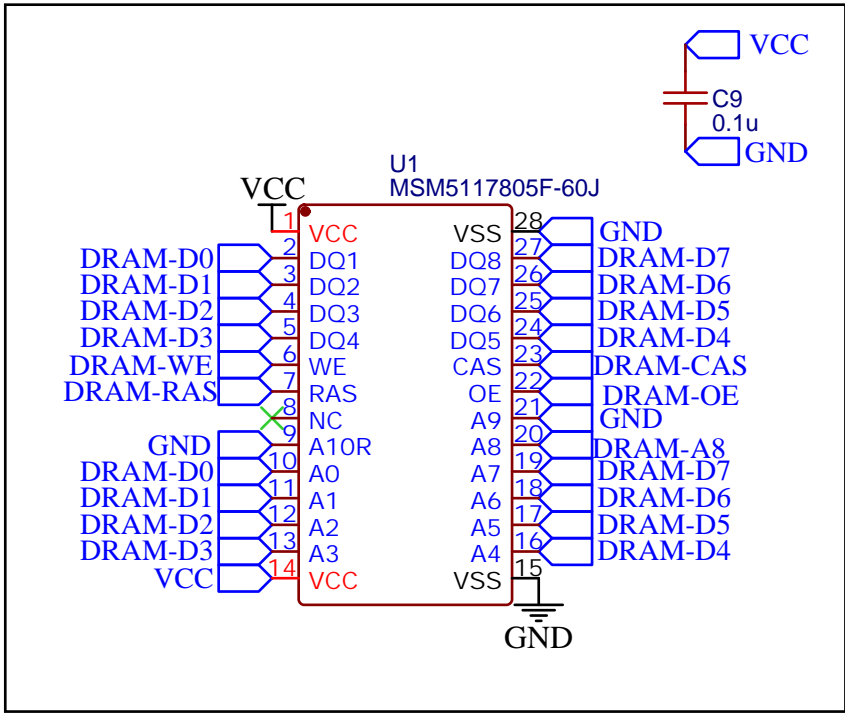 VCC
C9
0.1u
GND
U1
MSM5117805F-60J
VCC
1 VCC VSS 28 GND
DRAM-D0 2 DQ1 DQ8 27 DRAM-D7
DRAM-D1 3 DQ2 DQ7 26 DRAM-D6
DRAM-D2 4 DQ3 DQ6 25 DRAM-D5
DRAM-D3 5 DQ4 DQ5 24 DRAM-D4
DRAM-WE 6 WE CAS 23 DRAM-CAS
DRAM-RAS 7 RAS OE 22 DRAM-OE
8 NC A9 21 GND
GND 9 A10R A8 20 DRAM-A8
DRAM-D0 10 A0 A7 19 DRAM-D7
DRAM-D1 11 A1 A6 18 DRAM-D6
DRAM-D2 12 A2 A5 17 DRAM-D5
DRAM-D3 13 A3 A4 16 DRAM-D4
VCC 14 VCC VSS 15
GND